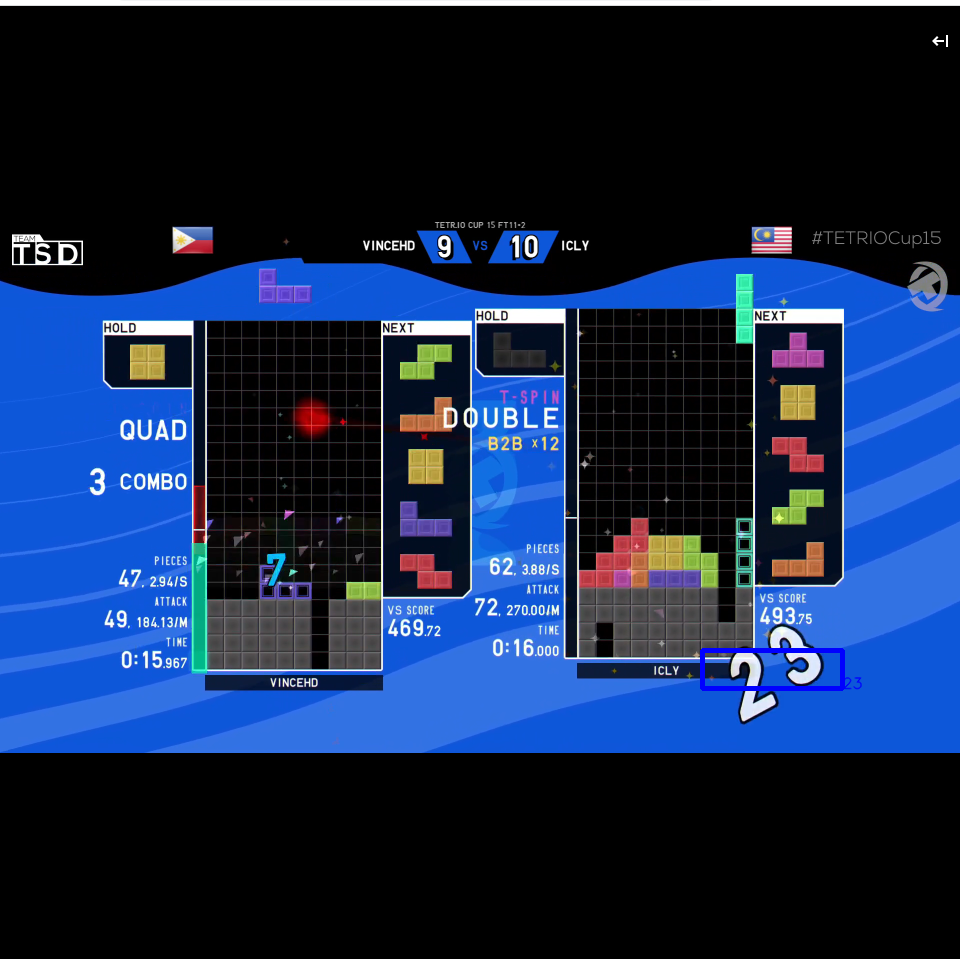 TETR.IO CUP 15 FT11-2
VINCEHD 9 VS 10 ICLY
TEAM
TSD
#TETRIOCup15
HOLD
NEXT
QUAD
3 COMBO
7
PIECES
47, 2.94/S
ATTACK
49, 184.13/M
TIME
0:15.967
VS SCORE
469.72
VINCEHD
HOLD
NEXT
T-SPIN
DOUBLE
B2B ×12
PIECES
62, 3.88/S
ATTACK
72, 270.00/M
TIME
0:16.000
VS SCORE
493.75
ICLY
23
23